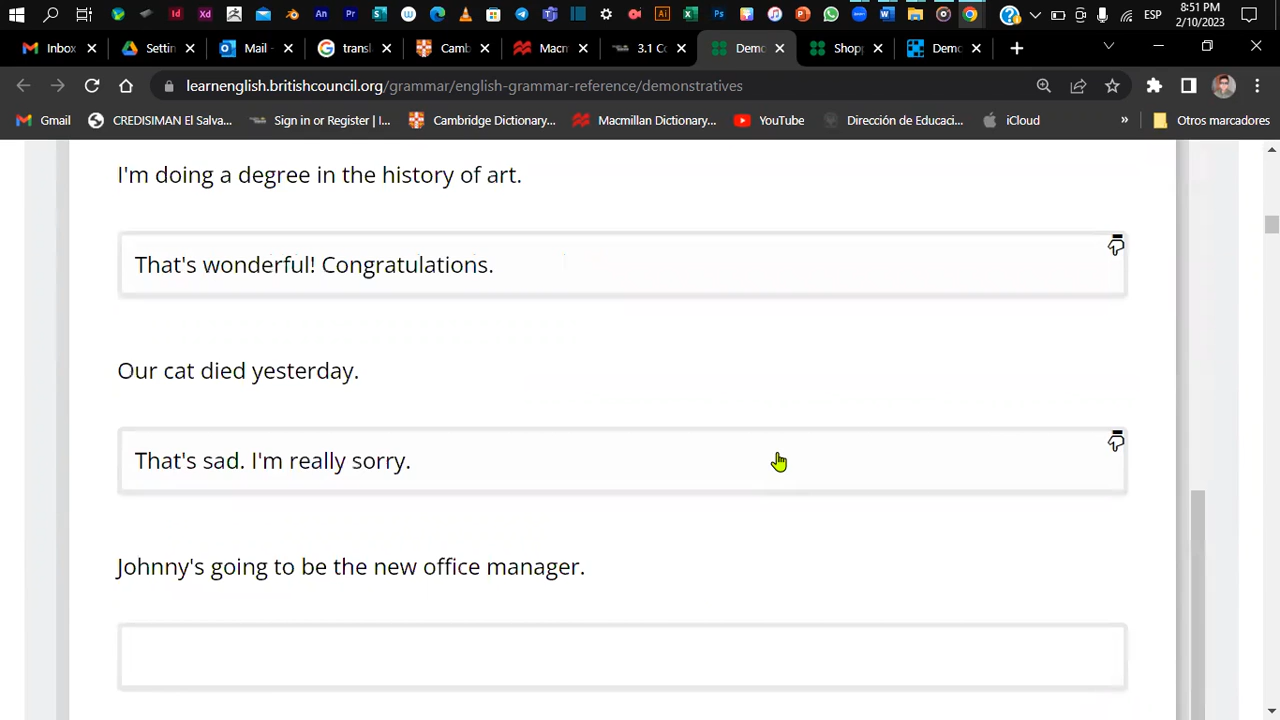 ESP
8:51 PM
2/10/2023
Inbox
Settin
Mail -
transl
Camb
Macm
3.1 Co
Demo
Shopp
Demo
learnenglish.britishcouncil.org/grammar/english-grammar-reference/demonstratives
Gmail
CREDISIMAN El Salva...
Sign in or Register | I...
Cambridge Dictionary...
Macmillan Dictionary...
YouTube
Dirección de Educaci...
iCloud
»
Otros marcadores
I'm doing a degree in the history of art.
That's wonderful! Congratulations.
Our cat died yesterday.
That's sad. I'm really sorry.
Johnny's going to be the new office manager.